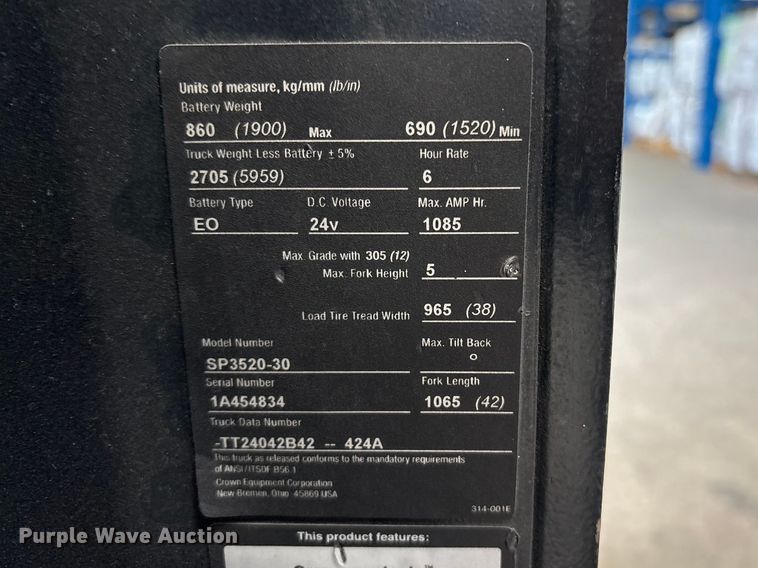 Units of measure, kg/mm (lb/in)
Battery Weight
860 (1900) Max 690 (1520) Min
Truck Weight Less Battery ± 5% Hour Rate
2705 (5959) 6
Battery Type D.C. Voltage Max. AMP Hr.
EO 24v 1085
Max. Grade with 305 (12)
Max. Fork Height 5
Load Tire Tread Width 965 (38)
Model Number Max. Tilt Back
SP3520-30 o
Serial Number Fork Length
1A454834 1065 (42)
Truck Data Number
-TT24042B42 -- 424A
This truck as released conforms to the mandatory requirements
of ANSI/ITSDF B56.1
Crown Equipment Corporation
New Bremen, Ohio 45869 USA
314-001E
This product features:
Purple Wave Auction